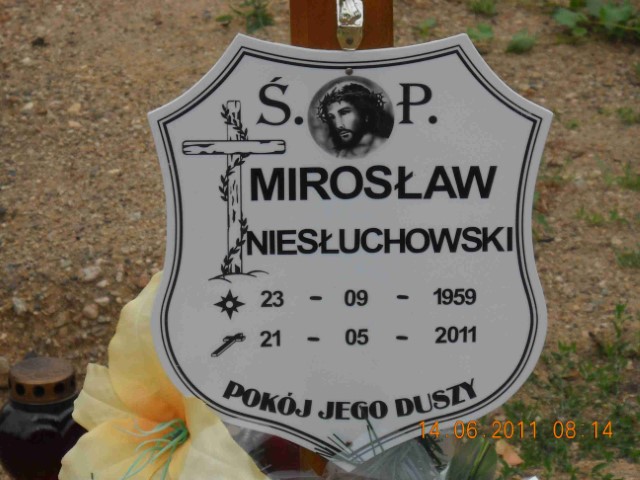 Ś. P.
MIROSŁAW
NIESŁUCHOWSKI
23 - 09 - 1959
21 - 05 - 2011
POKÓJ JEGO DUSZY
14.06.2011 08:14